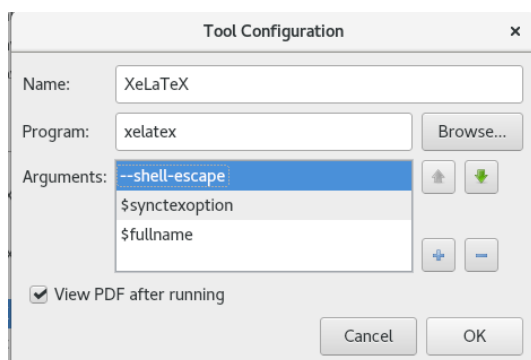 Tool Configuration ×
Name: XeLaTeX
Program: xelatex Browse...
Arguments: --shell-escape
$synctexoption
$fullname
View PDF after running
Cancel OK